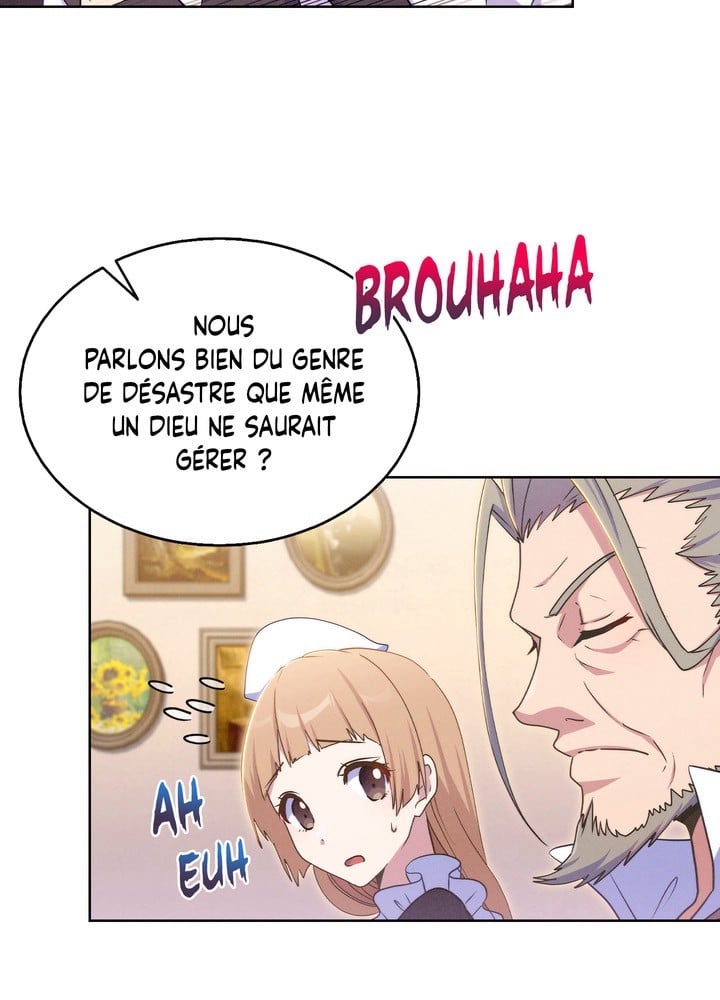 BROUHAHA
NOUS
PARLONS BIEN DU GENRE
DE DÉSASTRE QUE MÊME
UN DIEU NE SAURAIT
GÉRER ?
AH
EUH